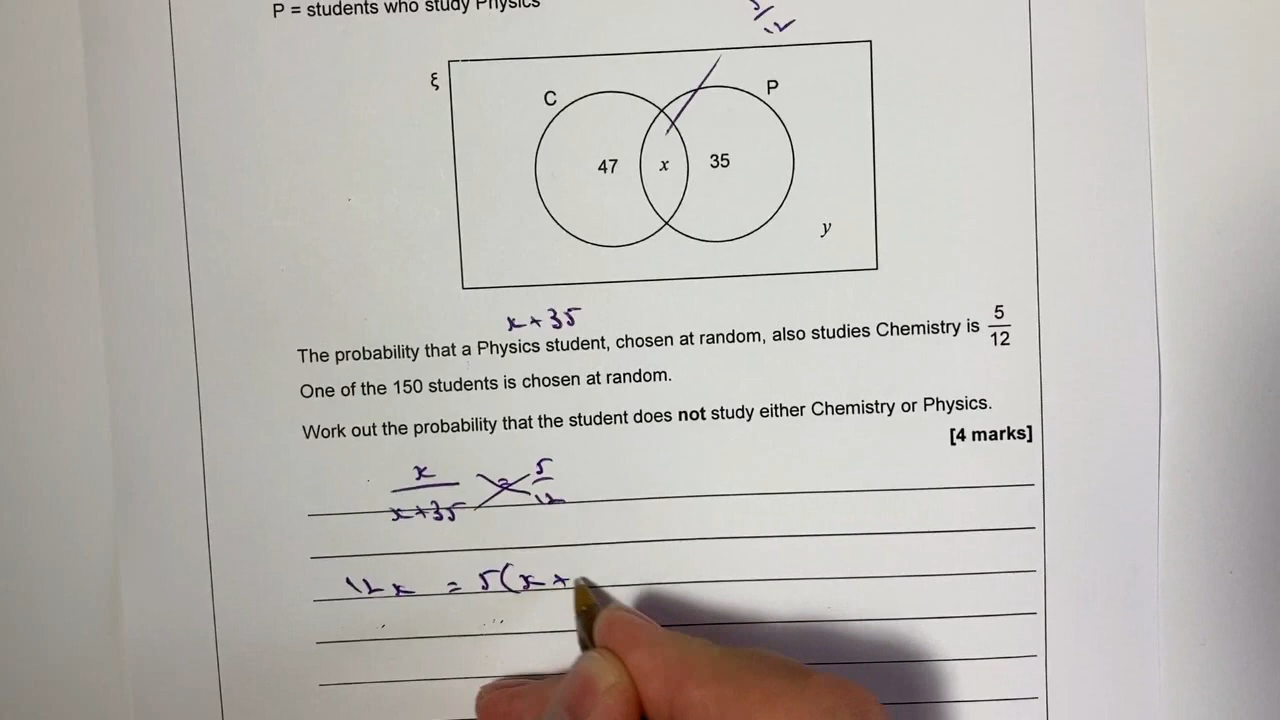 P = students who study Physics
5/12
ξ
C
P
47
x
35
y
x+35
The probability that a Physics student, chosen at random, also studies Chemistry is 5/12
One of the 150 students is chosen at random.
Work out the probability that the student does not study either Chemistry or Physics.
[4 marks]
x/x+35 = 5/12
12x = 5(x+